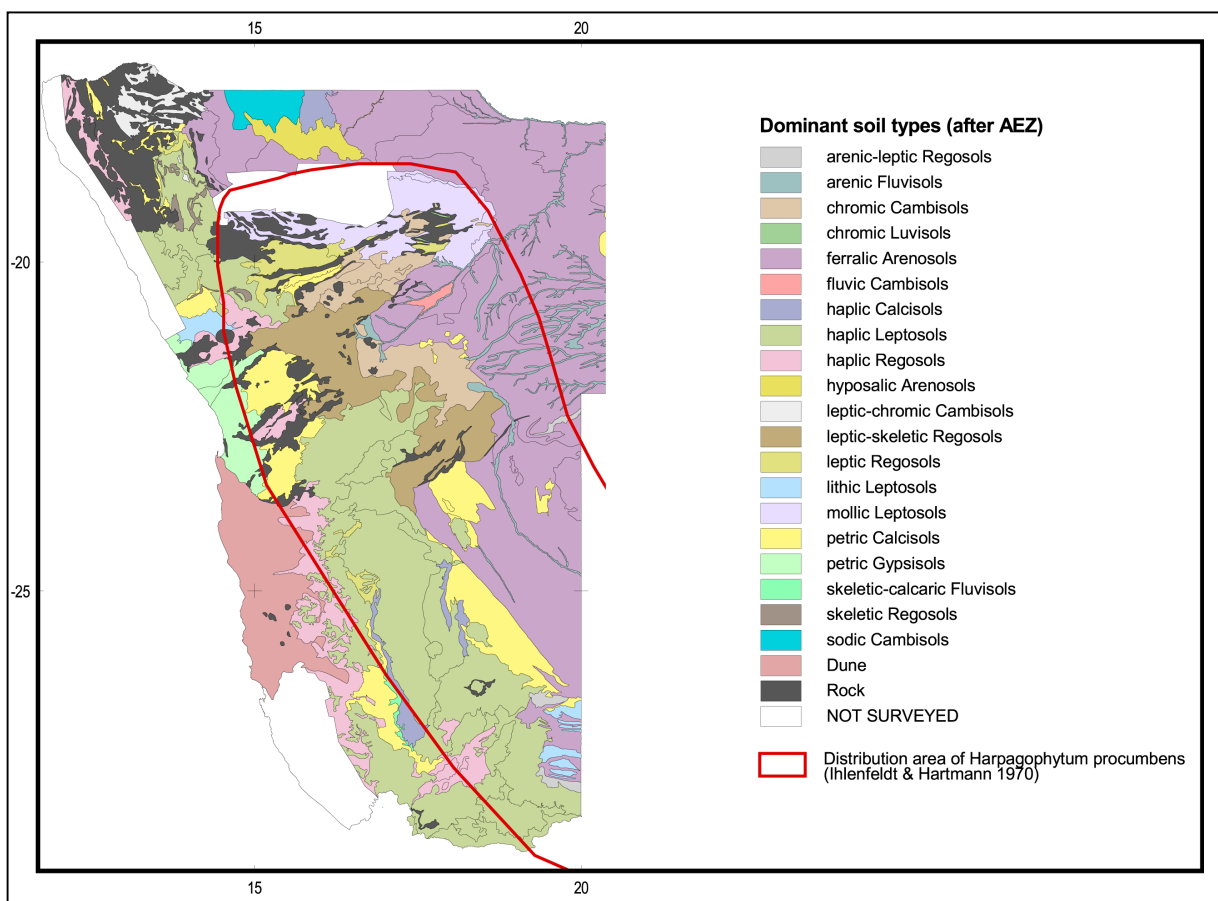 15 20
Dominant soil types (after AEZ)
arenic-leptic Regosols
arenic Fluvisols
chromic Cambisols
chromic Luvisols
ferralic Arenosols
fluvic Cambisols
haplic Calcisols
haplic Leptosols
haplic Regosols
hyposalic Arenosols
leptic-chromic Cambisols
leptic-skeletic Regosols
leptic Regosols
lithic Leptosols
mollic Leptosols
petric Calcisols
petric Gypsisols
skeletic-calcaric Fluvisols
skeletic Regosols
sodic Cambisols
Dune
Rock
NOT SURVEYED
Distribution area of Harpagophytum procumbens
(Ihlenfeldt & Hartmann 1970)
-20
-25
15 20